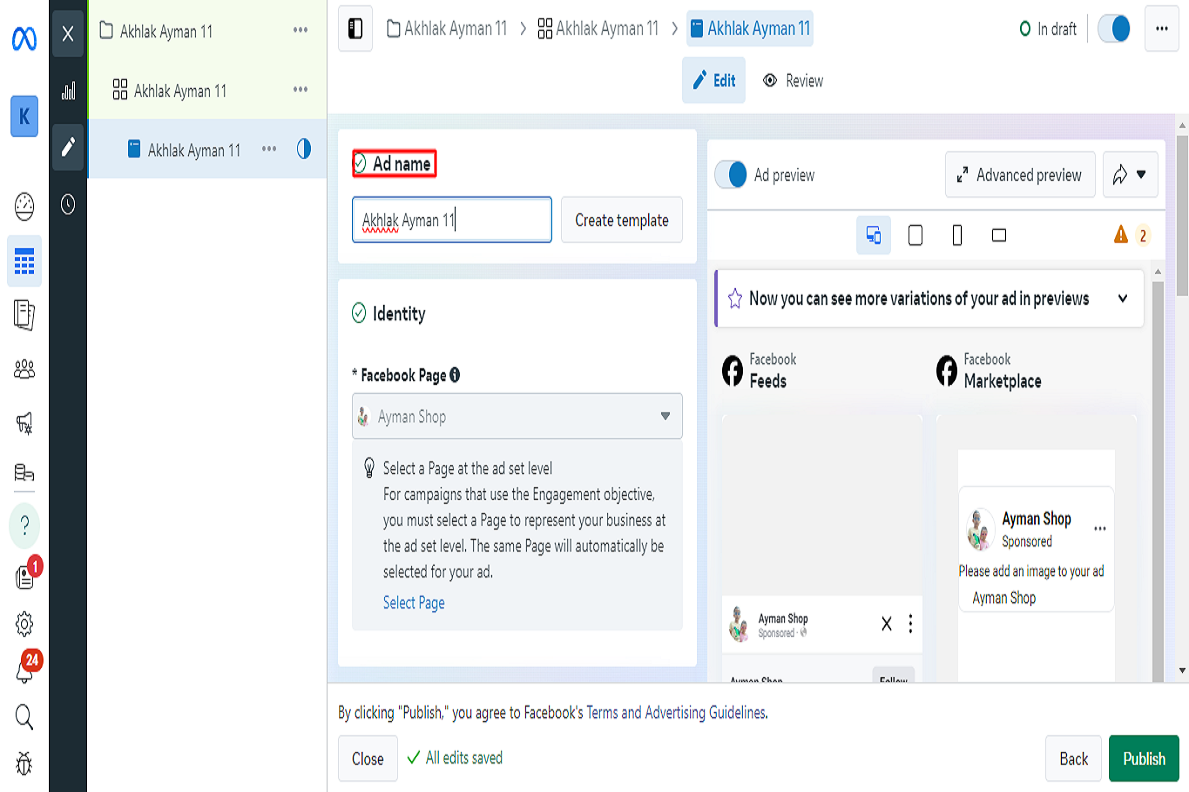 Akhlak Ayman 11
Akhlak Ayman 11
Akhlak Ayman 11
K
1
24
Akhlak Ayman 11 > Akhlak Ayman 11 > Akhlak Ayman 11
In draft
Edit
Review
Ad name
Akhlak Ayman 11
Create template
Identity
* Facebook Page
Ayman Shop
Select a Page at the ad set level
For campaigns that use the Engagement objective,
you must select a Page to represent your business at
the ad set level. The same Page will automatically be
selected for your ad.
Select Page
Ad preview
Advanced preview
2
Now you can see more variations of your ad in previews
Facebook
Feeds
Ayman Shop
Sponsored ·
Ayman Shop
Follow
Facebook
Marketplace
Ayman Shop
Sponsored
Please add an image to your ad
Ayman Shop
By clicking "Publish," you agree to Facebook's Terms and Advertising Guidelines.
Close
All edits saved
Back
Publish